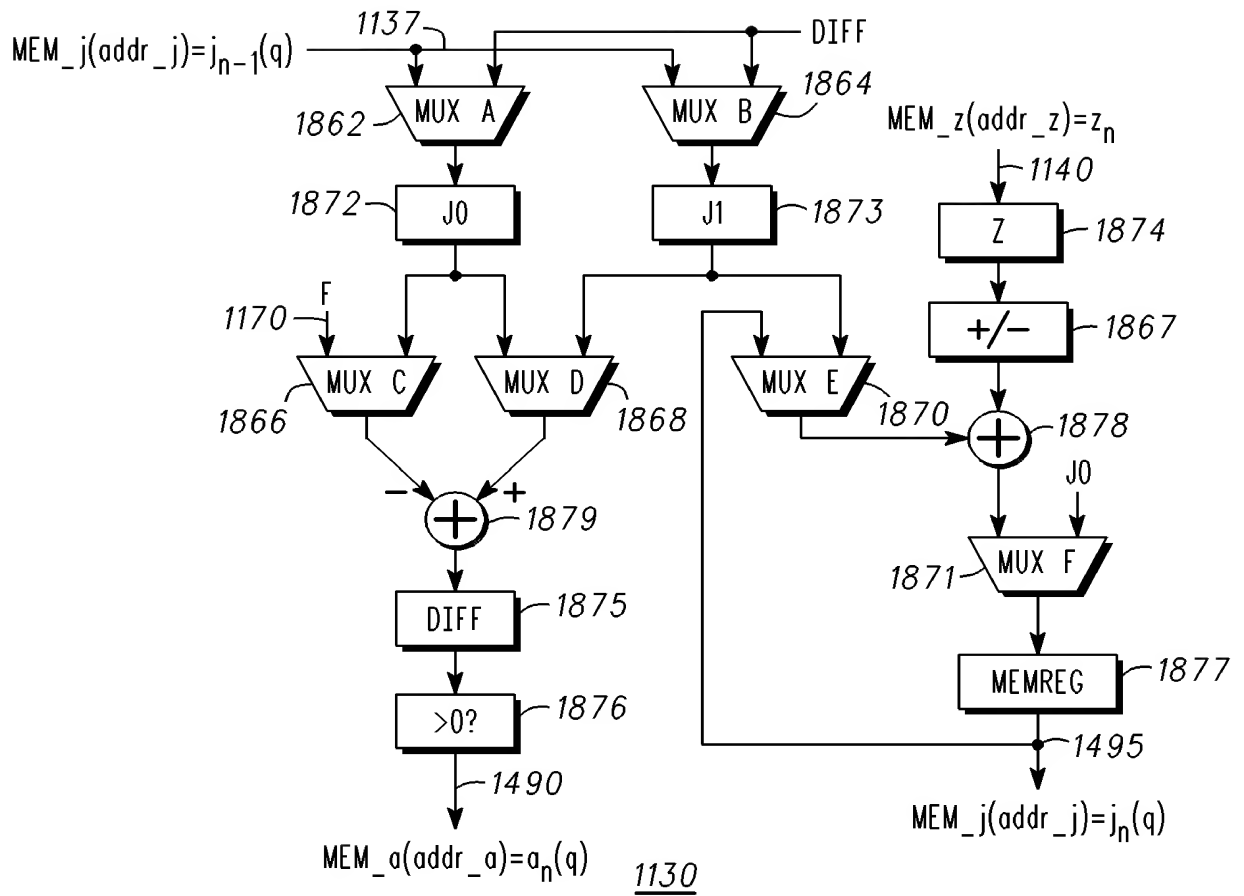 1137
MEM_j(addr_j)=j_{n-1}(q)
DIFF
MUX A
MUX B
1864
1862
MEM_z(addr_z)=z_n
1140
1872
J0
J1
1873
Z
1874
F
1170
+/-
1867
MUX C
MUX D
MUX E
1866
1868
1870
+
1878
J0
- + +
1879
MUX F
1871
DIFF
1875
MEMREG
1877
>0?
1876
1495
1490
MEM_j(addr_j)=j_n(q)
MEM_a(addr_a)=a_n(q)
1130